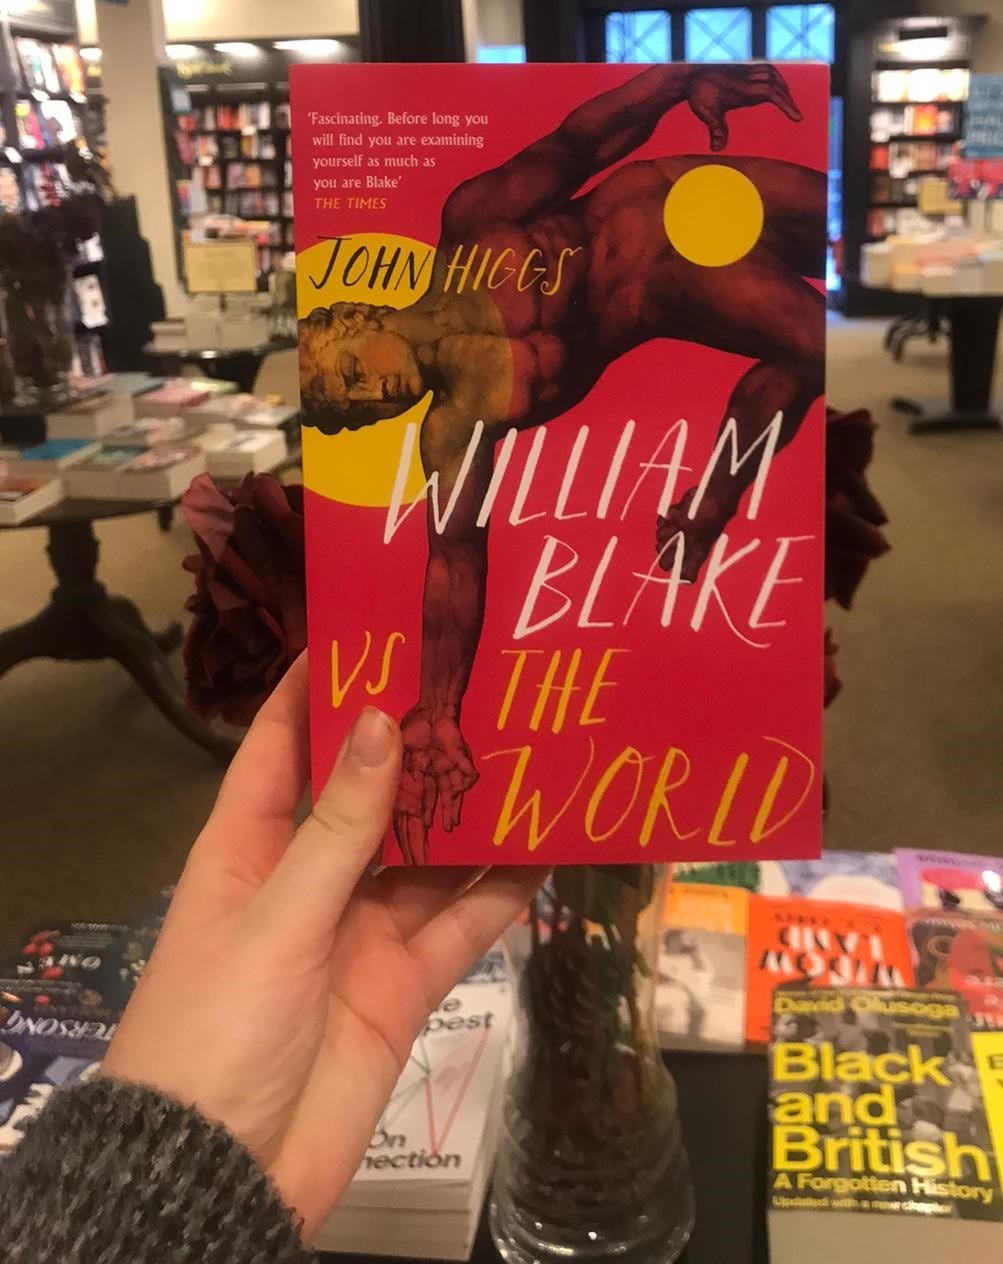 'Fascinating. Before long you
will find you are examining
yourself as much as
you are Blake'
THE TIMES
JOHN HIGGS
WILLIAM
BLAKE
VS
THE
WORLD
WIDOW
LAND
pest
On
nection
David Olusoga
Black
and
British
A Forgotten History
Updated with a new chapter